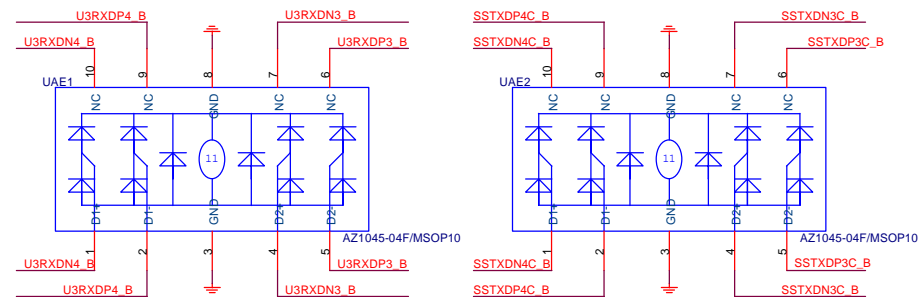 U3RXDP4_B U3RXDN3_B SSTXDP4C_B SSTXDN3C_B
U3RXDN4_B U3RXDP3_B SSTXDN4C_B SSTXDP3C_B
10 9 8 7 6 10 9 8 7 6
UAE1 UAE2
NC NC GND NC NC NC NC GND NC NC
11 11
D1+ D1- GND D2+ D2- D1+ D1- GND D2+ D2-
AZ1045-04F/MSOP10 AZ1045-04F/MSOP10
1 2 3 4 5 1 2 3 4 5
U3RXDN4_B U3RXDP3_B SSTXDN4C_B SSTXDP3C_B
U3RXDP4_B U3RXDN3_B SSTXDP4C_B SSTXDN3C_B